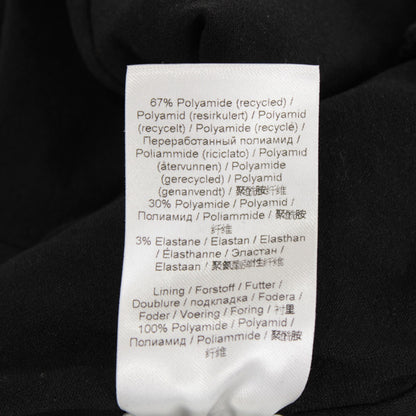 67% Polyamide (recycled) /
Polyamid (resirkulert) / Polyamid
(recycelt) / Polyamide (recyclé) /
Переработанный полиамид /
Poliammide (riciclato) / Polyamid
(återvunnen) / Polyamide
(gerecycled) / Polyamid
(genanvendt) / 聚酰胺纤维
30% Polyamide / Polyamid /
Полиамид / Poliammide / 聚酰胺
纤维
3% Elastane / Elastan / Elasthan
/ Élasthanne / Эластан /
Elastaan / 聚氨酯弹性纤维
Lining / Forstoff / Futter /
Doublure / подкладка / Fodera /
Foder / Voering / Foring / 衬里
100% Polyamide / Polyamid /
Полиамид / Poliammide / 聚酰胺
纤维